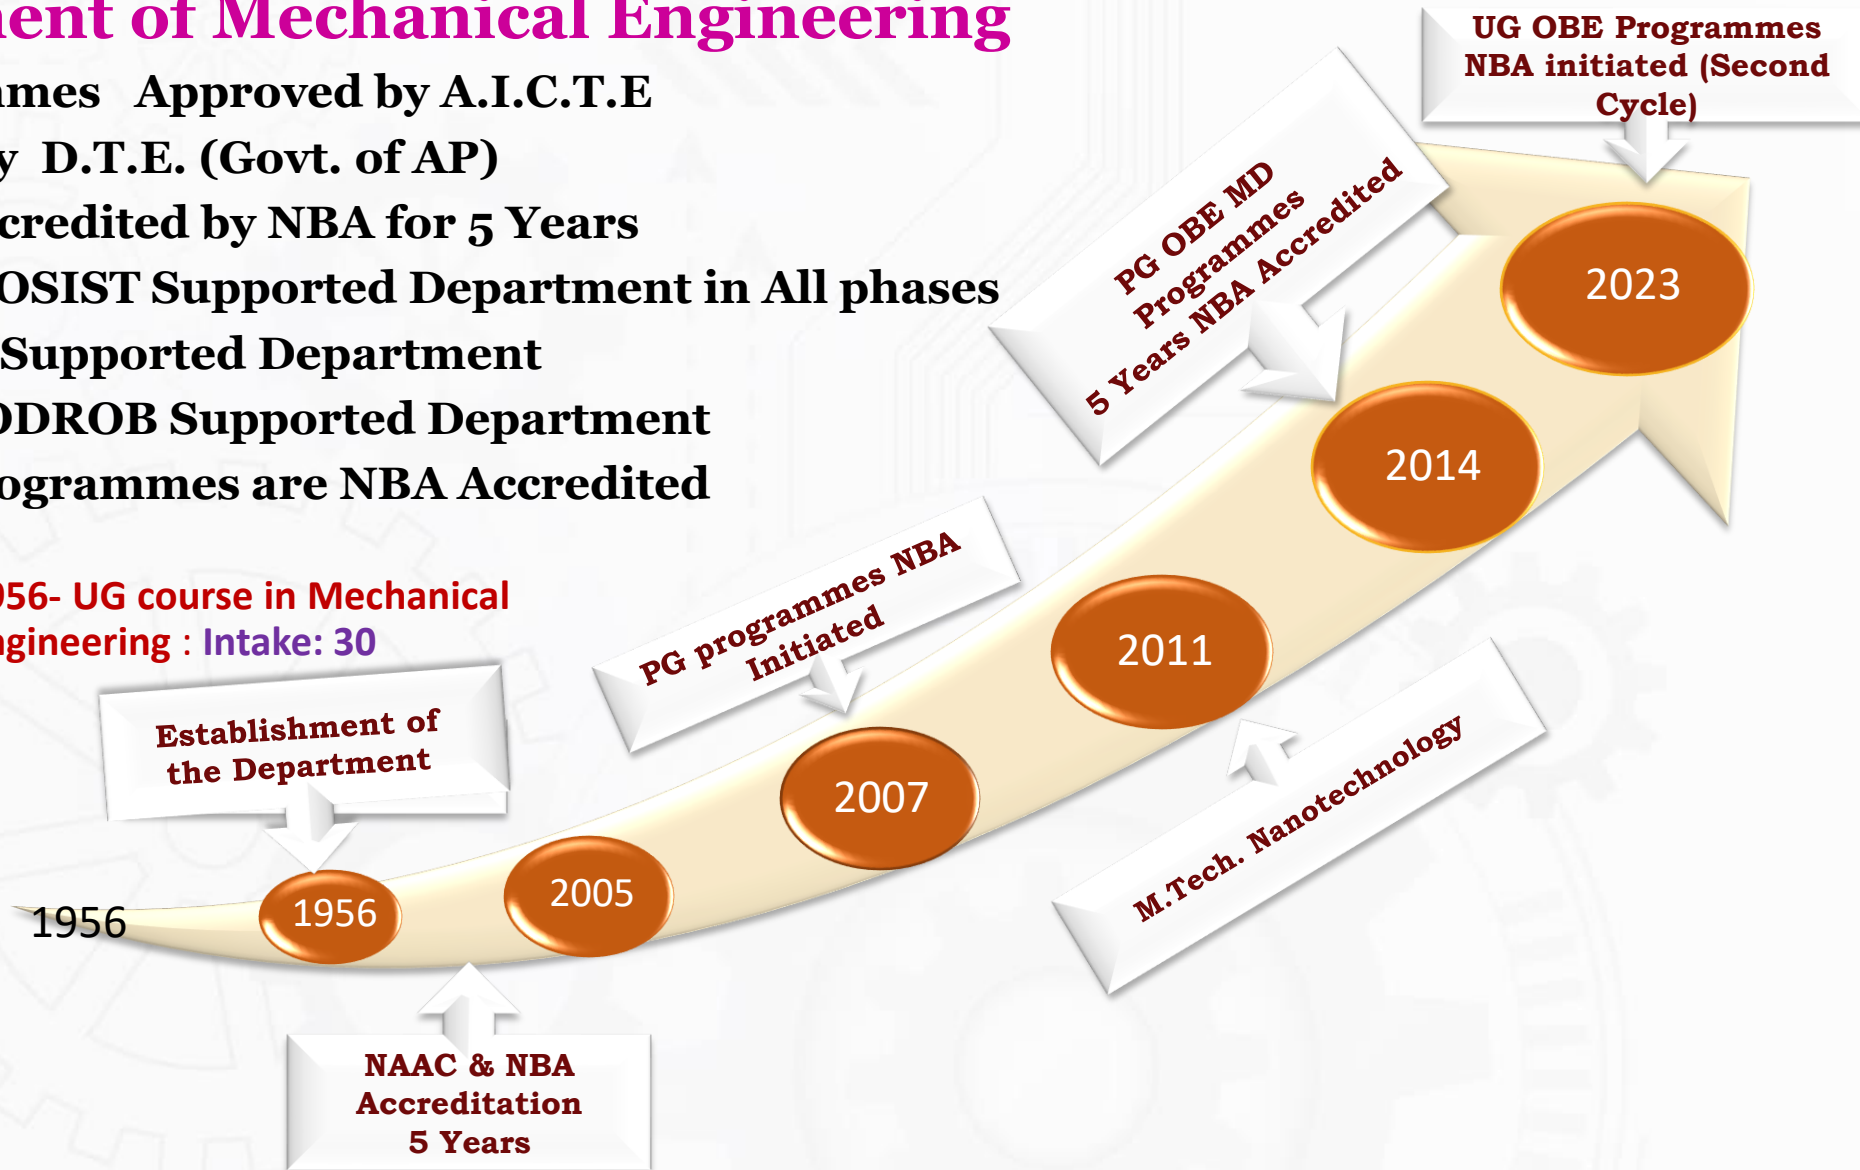 ent of Mechanical Engineering
mes Approved by A.I.C.T.E
y D.T.E. (Govt. of AP)
credited by NBA for 5 Years
OSIST Supported Department in All phases
Supported Department
ODROB Supported Department
ogrammes are NBA Accredited
956- UG course in Mechanical
ngineering : Intake: 30
UG OBE Programmes
NBA initiated (Second
Cycle)
2023
PG OBE MD
Programmes
5 Years NBA Accredited
2014
PG programmes NBA
Initiated
2011
2007
M.Tech. Nanotechnology
Establishment of
the Department
1956
1956
2005
NAAC & NBA
Accreditation
5 Years